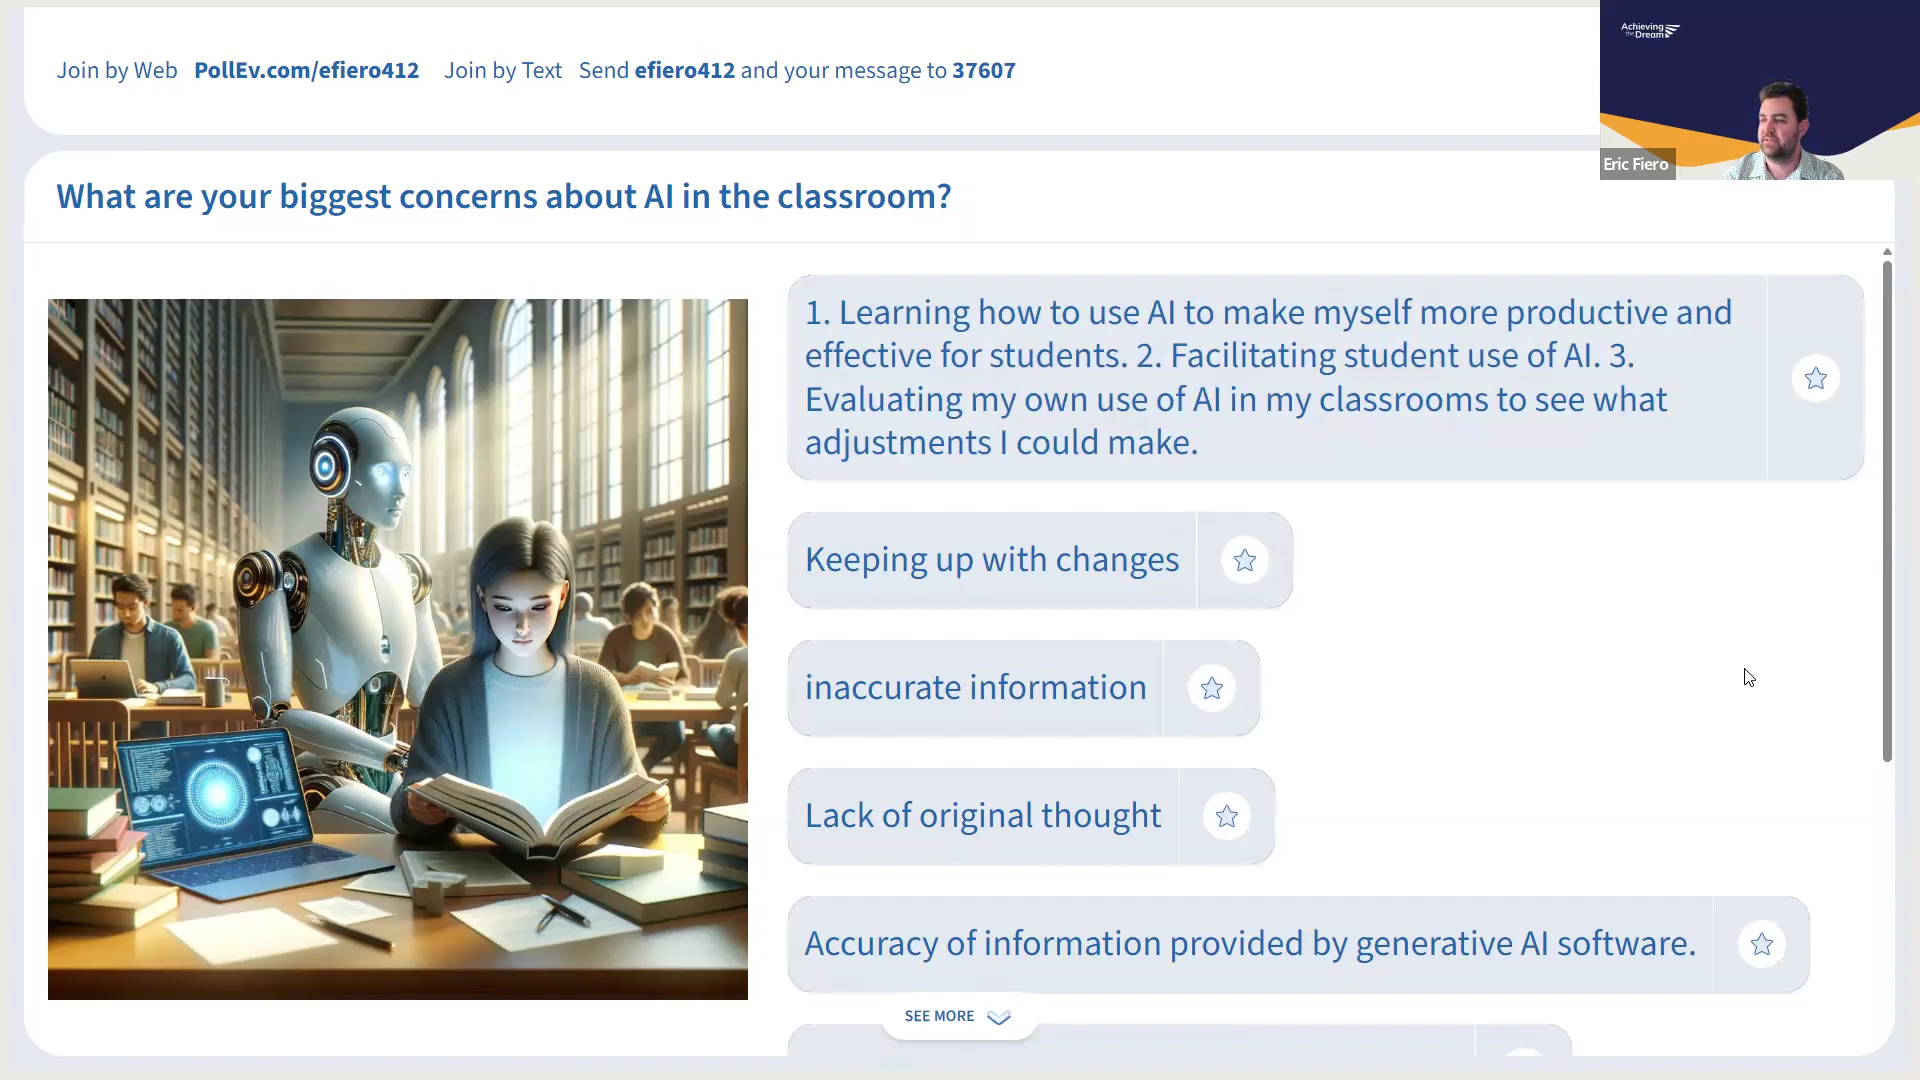 Join by Web PollEv.com/efiero412 Join by Text Send efiero412 and your message to 37607
Achieving
the Dream
Eric Fiero
What are your biggest concerns about AI in the classroom?
1. Learning how to use AI to make myself more productive and
effective for students. 2. Facilitating student use of AI. 3.
Evaluating my own use of AI in my classrooms to see what
adjustments I could make.
Keeping up with changes
inaccurate information
Lack of original thought
Accuracy of information provided by generative AI software.
SEE MORE